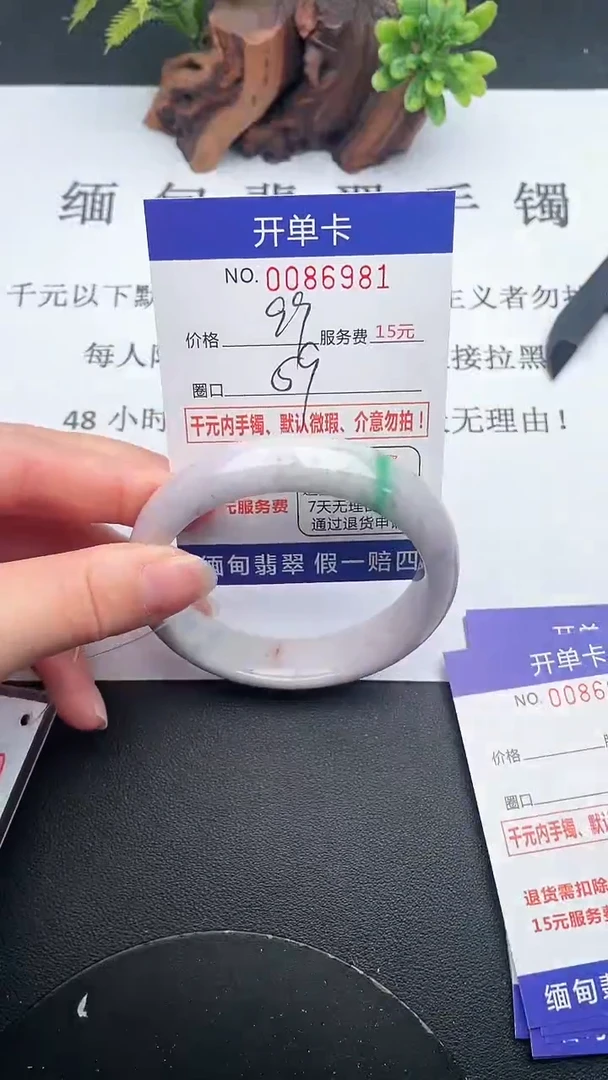 缅甸翡翠手镯
开单卡
NO. 0086981
千元以下
主义者勿
价格 99 服务费 15元
每人
接拉黑
圈口 59
48 小时
无理由！
千元内手镯、默认微瑕、介意勿拍！
元服务费
7天无理
通过退货申
缅甸翡翠 假一赔四
开单卡
开单卡
NO. 0086
价格
圈口
千元内手镯、默认
退货需扣除
15元服务费
缅甸翡